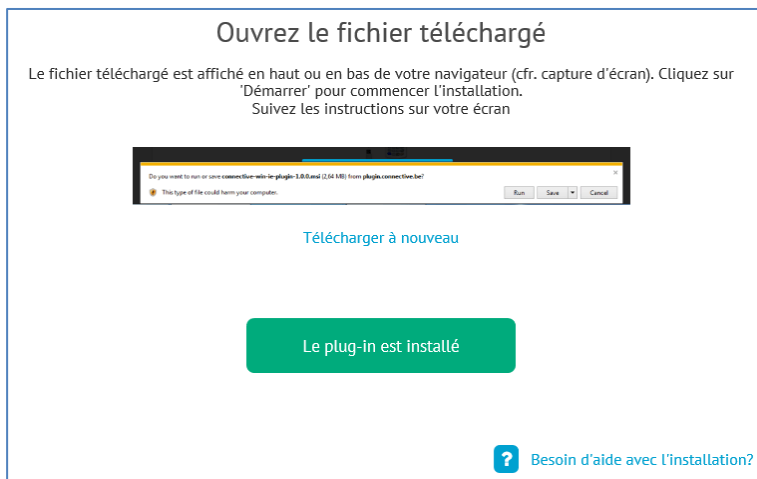 Ouvrez le fichier téléchargé
Le fichier téléchargé est affiché en haut ou en bas de votre navigateur (cfr. capture d'écran). Cliquez sur
'Démarrer' pour commencer l'installation.
Suivez les instructions sur votre écran
Do you want to run or save connective-win-ie-plugin-1.0.0.msi (2,64 MB) from plugin.connective.be?
This type of file could harm your computer.
Run Save Cancel
Télécharger à nouveau
Le plug-in est installé
? Besoin d'aide avec l'installation?